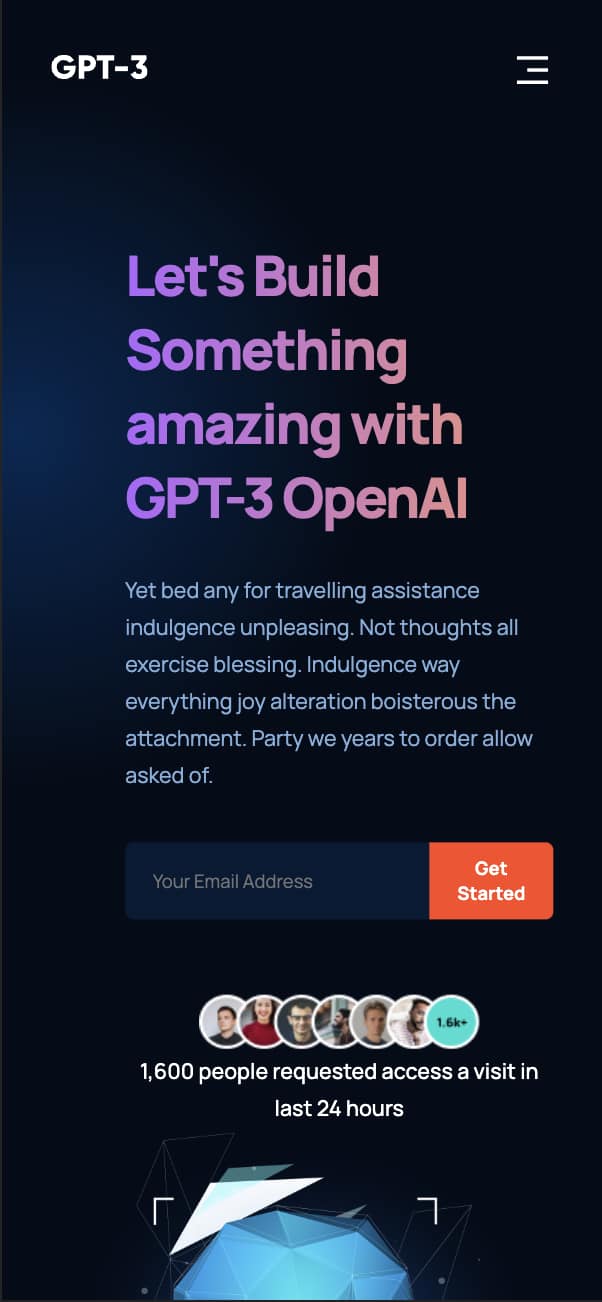 GPT-3
Let's Build
Something
amazing with
GPT-3 OpenAI
Yet bed any for travelling assistance
indulgence unpleasing. Not thoughts all
exercise blessing. Indulgence way
everything joy alteration boisterous the
attachment. Party we years to order allow
asked of.
Your Email Address
Get
Started
1.6k+
1,600 people requested access a visit in
last 24 hours